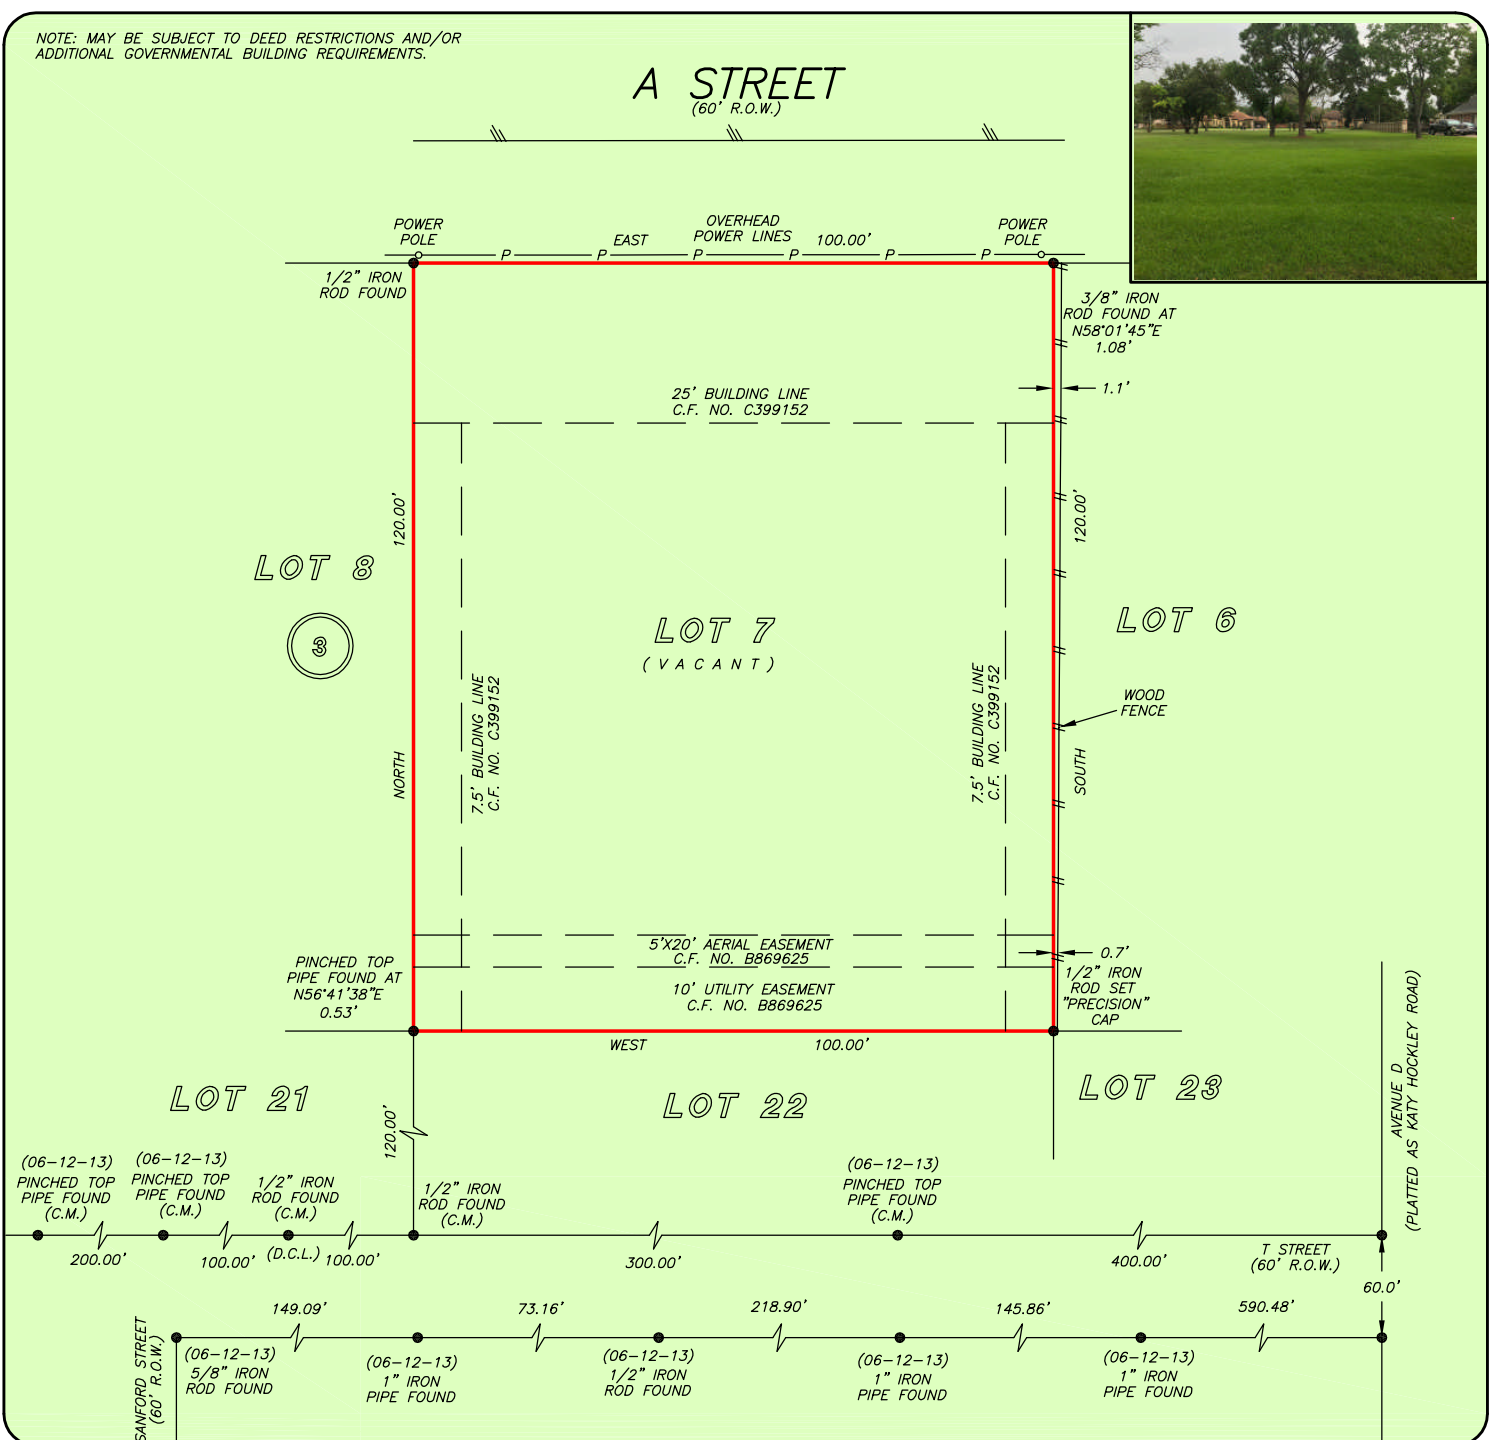 NOTE: MAY BE SUBJECT TO DEED RESTRICTIONS AND/OR
ADDITIONAL GOVERNMENTAL BUILDING REQUIREMENTS.
A STREET
(60' R.O.W.)
POWER
POLE
EAST
OVERHEAD
POWER LINES
100.00'
POWER
POLE
P P P P P P
1/2" IRON
ROD FOUND
3/8" IRON
ROD FOUND AT
N58°01'45"E
1.08'
1.1'
25' BUILDING LINE
C.F. NO. C399152
120.00'
120.00'
LOT 8
3
LOT 7
(VACANT)
LOT 6
NORTH
7.5' BUILDING LINE
C.F. NO. C399152
7.5' BUILDING LINE
C.F. NO. C399152
WOOD
FENCE
SOUTH
5'X20' AERIAL EASEMENT
C.F. NO. B869625
0.7'
PINCHED TOP
PIPE FOUND AT
N56°41'38"E
0.53'
10' UTILITY EASEMENT
C.F. NO. B869625
1/2" IRON
ROD SET
"PRECISION"
CAP
WEST
100.00'
LOT 21
LOT 22
LOT 23
120.00'
AVENUE D
(PLATTED AS KATY HOCKLEY ROAD)
(06-12-13)
PINCHED TOP
PIPE FOUND
(C.M.)
(06-12-13)
PINCHED TOP
PIPE FOUND
(C.M.)
1/2" IRON
ROD FOUND
(C.M.)
1/2" IRON
ROD FOUND
(C.M.)
(06-12-13)
PINCHED TOP
PIPE FOUND
(C.M.)
200.00'
100.00'
(D.C.L.)
100.00'
300.00'
400.00'
T STREET
(60' R.O.W.)
60.0'
149.09'
73.16'
218.90'
145.86'
590.48'
SANFORD STREET
(60' R.O.W.)
(06-12-13)
5/8" IRON
ROD FOUND
(06-12-13)
1" IRON
PIPE FOUND
(06-12-13)
1/2" IRON
ROD FOUND
(06-12-13)
1" IRON
PIPE FOUND
(06-12-13)
1" IRON
PIPE FOUND